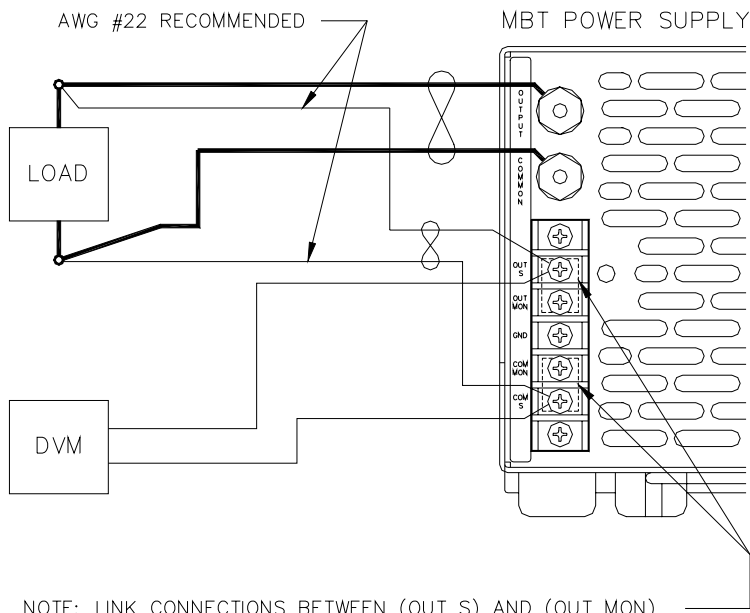 AWG #22 RECOMMENDED
MBT POWER SUPPLY
OUTPUT
COMMON
LOAD
OUT
S
OUT
MON
GND
COM
MON
COM
S
DVM
NOTE: LINK CONNECTIONS BETWEEN (OUT S) AND (OUT MON)